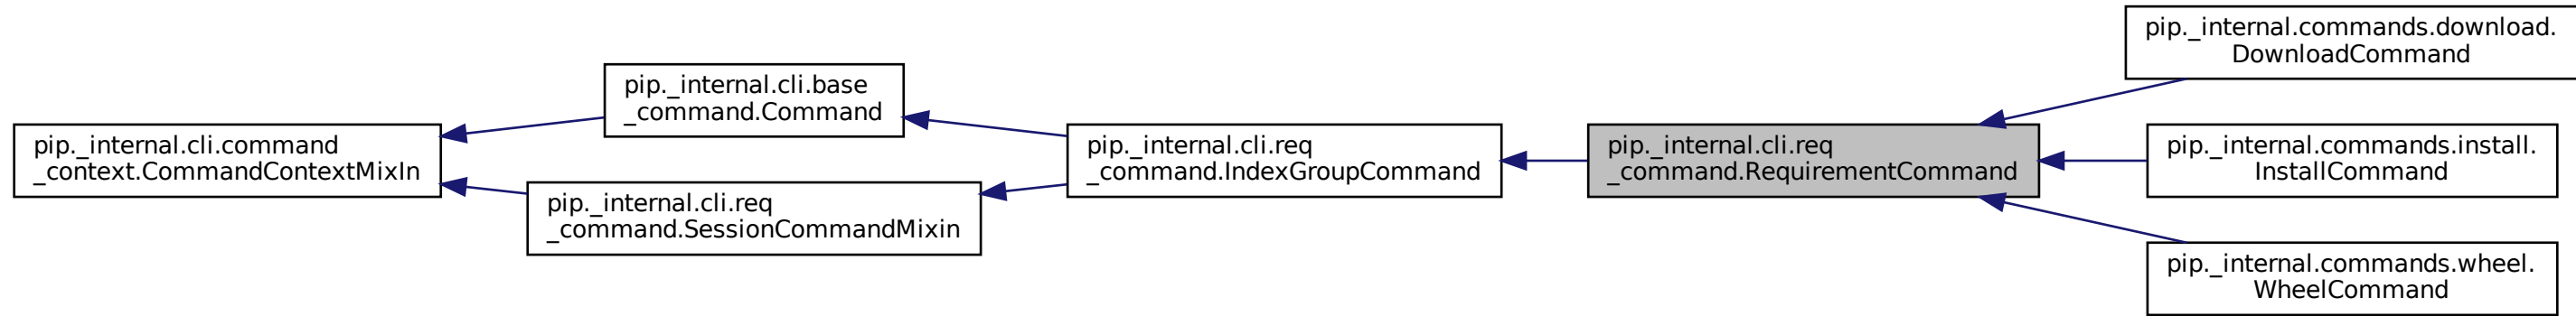 pip._internal.cli.command
_context.CommandContextMixIn
pip._internal.cli.base
_command.Command
pip._internal.cli.req
_command.SessionCommandMixin
pip._internal.cli.req
_command.IndexGroupCommand
pip._internal.cli.req
_command.RequirementCommand
pip._internal.commands.download.
DownloadCommand
pip._internal.commands.install.
InstallCommand
pip._internal.commands.wheel.
WheelCommand